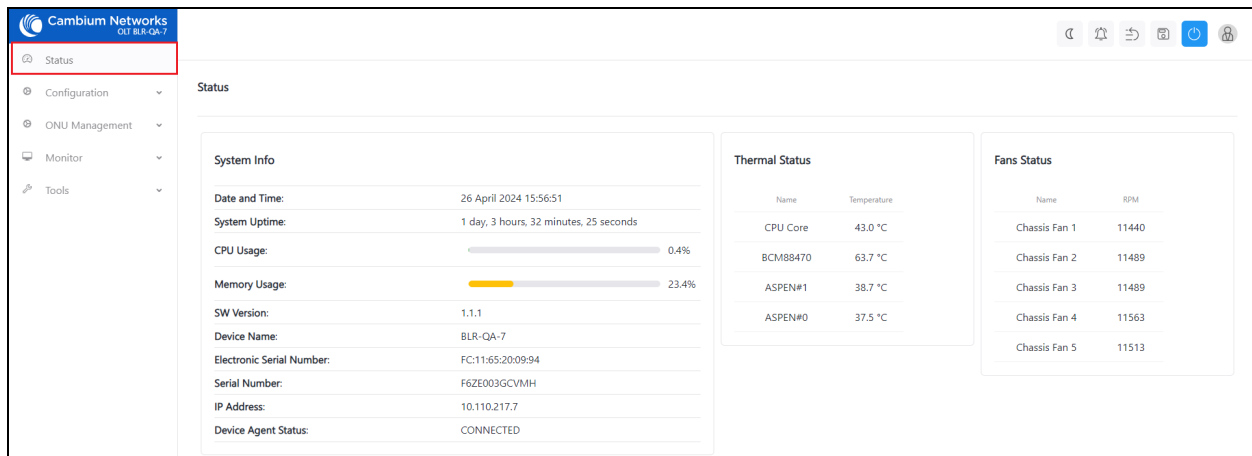 Cambium Networks
OLT BLR-QA-7
Status
Configuration
ONU Management
Monitor
Tools
Status
System Info
Date and Time: 26 April 2024 15:56:51
System Uptime: 1 day, 3 hours, 32 minutes, 25 seconds
CPU Usage: 0.4%
Memory Usage: 23.4%
SW Version: 1.1.1
Device Name: BLR-QA-7
Electronic Serial Number: FC:11:65:20:09:94
Serial Number: F6ZE003GCVMH
IP Address: 10.110.217.7
Device Agent Status: CONNECTED
Thermal Status
Name Temperature
CPU Core 43.0 °C
BCM88470 63.7 °C
ASPEN#1 38.7 °C
ASPEN#0 37.5 °C
Fans Status
Name RPM
Chassis Fan 1 11440
Chassis Fan 2 11489
Chassis Fan 3 11489
Chassis Fan 4 11563
Chassis Fan 5 11513